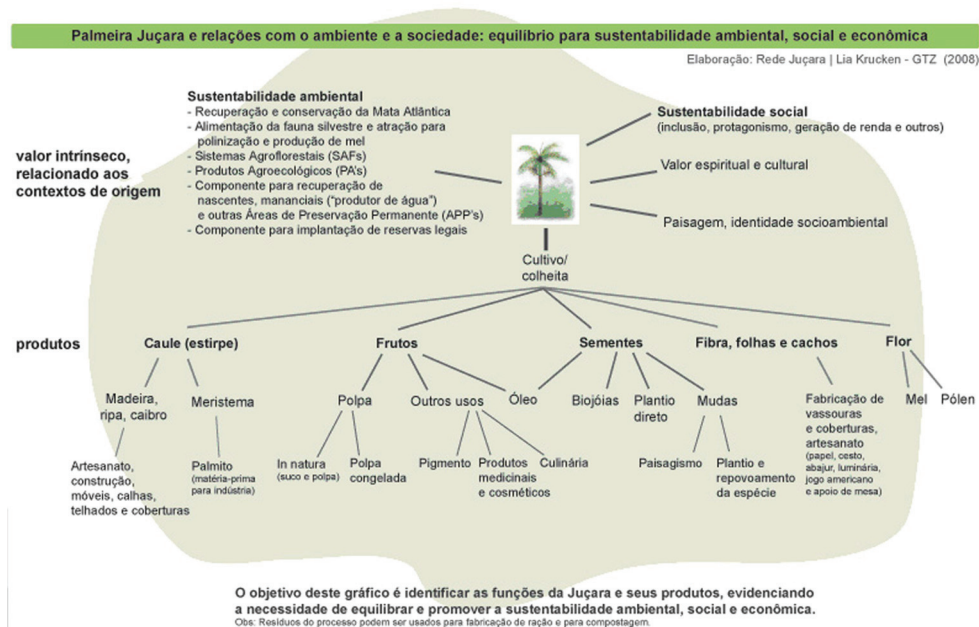 Palmeira Juçara e relações com o ambiente e a sociedade: equilíbrio para sustentabilidade ambiental, social e econômica
Elaboração: Rede Juçara | Lia Krucken - GTZ (2008)
valor intrínseco,
relacionado aos
contextos de origem
Sustentabilidade ambiental
- Recuperação e conservação da Mata Atlântica
- Alimentação da fauna silvestre e atração para
polinização e produção de mel
- Sistemas Agroflorestais (SAFs)
- Produtos Agroecológicos (PA's)
- Componente para recuperação de
nascentes, mananciais ("produtor de água")
e outras Áreas de Preservação Permanente (APP's)
- Componente para implantação de reservas legais
Sustentabilidade social
(inclusão, protagonismo, geração de renda e outros)
Valor espiritual e cultural
Paisagem, identidade socioambiental
Cultivo/
colheita
produtos
Caule (estirpe)
Frutos
Sementes
Fibra, folhas e cachos
Flor
Madeira,
ripa, caibro
Meristema
Polpa
Outros usos
Óleo
Biojóias
Plantio
direto
Mudas
Fabricação de
vassouras
e coberturas,
artesanato
(papel, cesto,
abajur, luminária,
jogo americano
e apoio de mesa)
Mel
Pólen
Artesanato,
construção,
móveis, calhas,
telhados e coberturas
Palmito
(matéria-prima
para indústria)
In natura
(suco e polpa)
Polpa
congelada
Pigmento
Produtos
medicinais
e cosméticos
Culinária
Paisagismo
Plantio e
repovoamento
da espécie
O objetivo deste gráfico é identificar as funções da Juçara e seus produtos, evidenciando
a necessidade de equilibrar e promover a sustentabilidade ambiental, social e econômica.
Obs: Resíduos do processo podem ser usados para fabricação de ração e para compostagem.